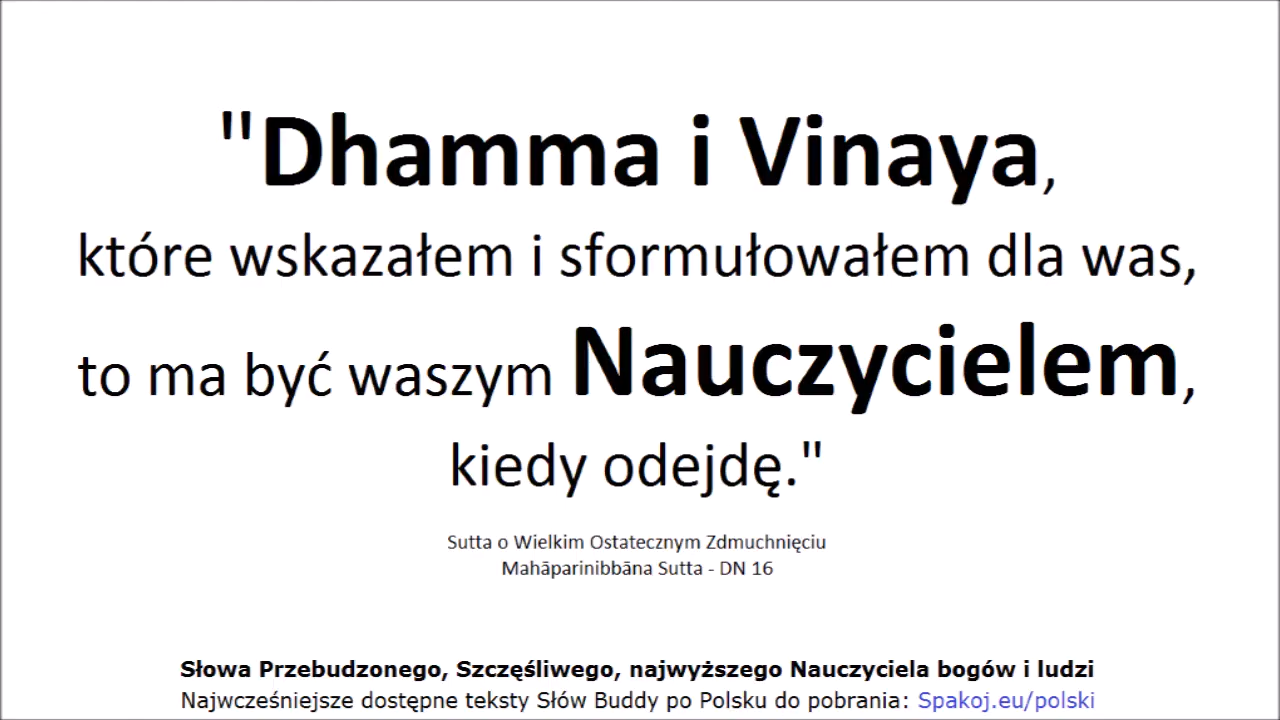 "Dhamma i Vinaya,
które wskazałem i sformułowałem dla was,
to ma być waszym Nauczycielem,
kiedy odejdę."
Sutta o Wielkim Ostatecznym Zdmuchnięciu
Mahāparinibbāna Sutta - DN 16
Słowa Przebudzonego, Szczęśliwego, najwyższego Nauczyciela bogów i ludzi
Najwcześniejsze dostępne teksty Słów Buddy po Polsku do pobrania: Spakoj.eu/polski